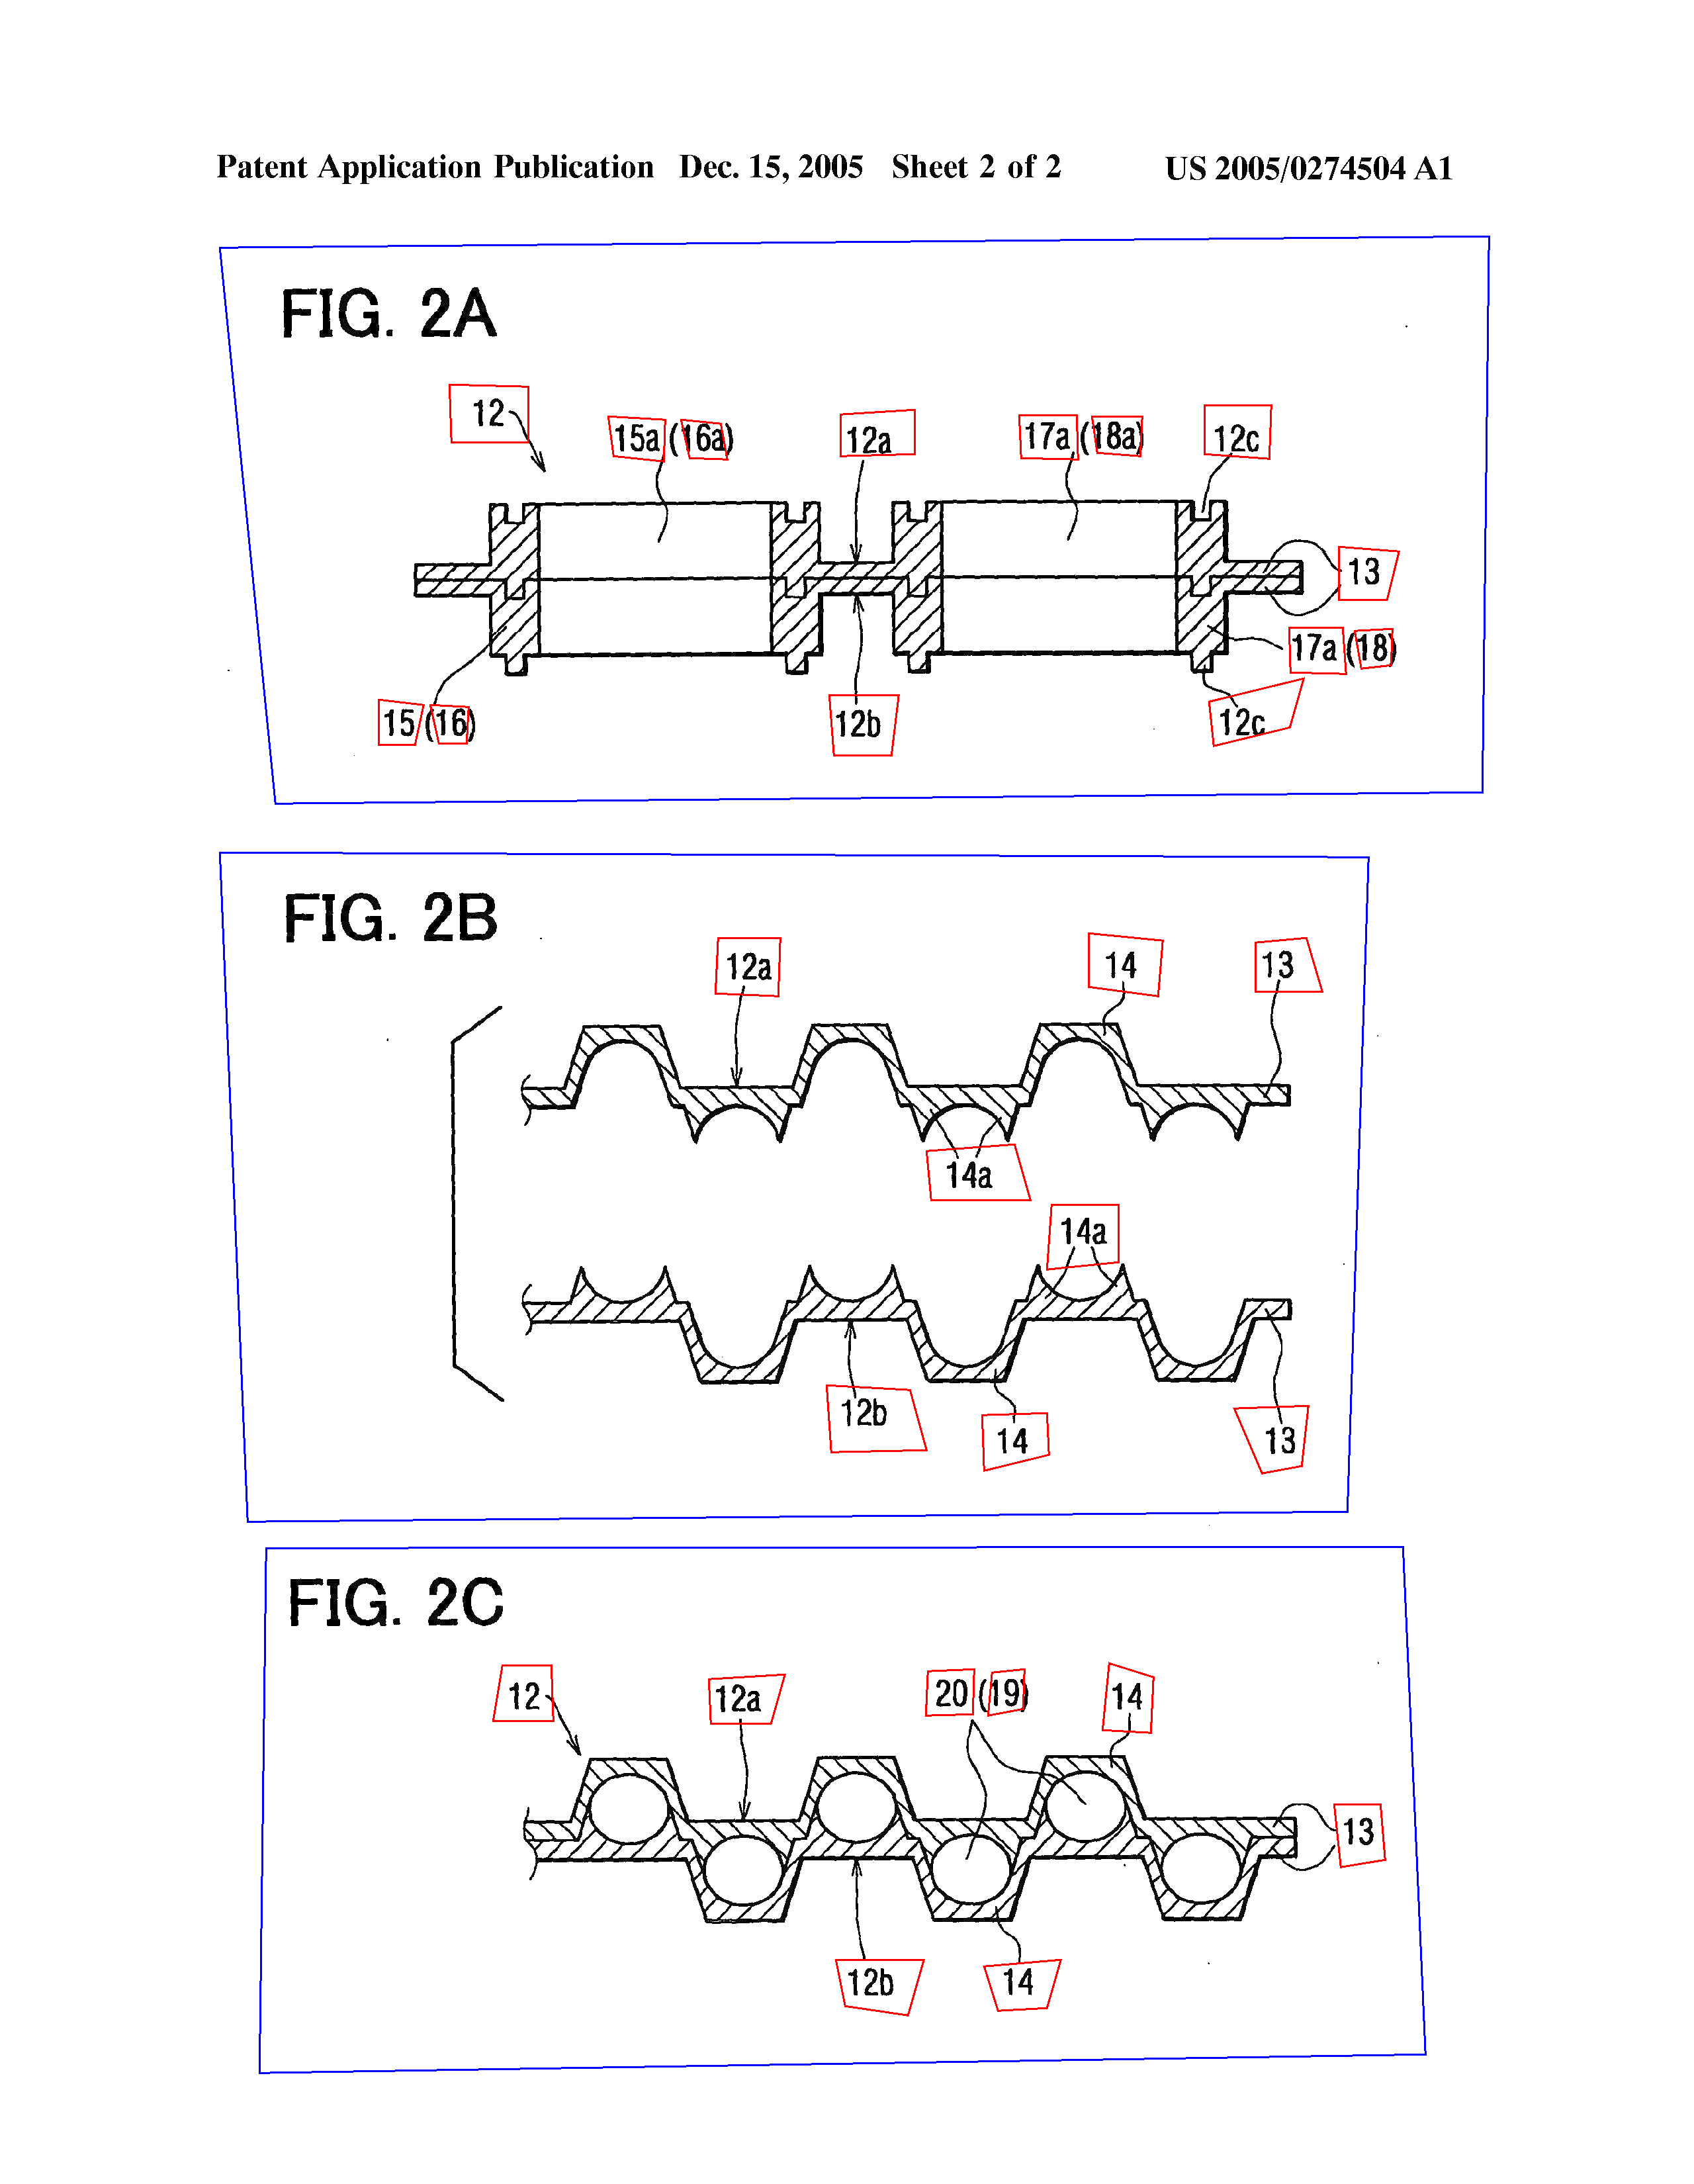 Patent Application Publication Dec. 15, 2005 Sheet 2 of 2 US 2005/0274504 A1
FIG. 2A
12
15a (16a) 12a 17a (18a) 12c
13
17a (18)
15 (16) 12b 12c
FIG. 2B
12a 14 13
14a
14a
12b 14 13
FIG. 2C
12 12a 20 (19) 14
13
12b 14